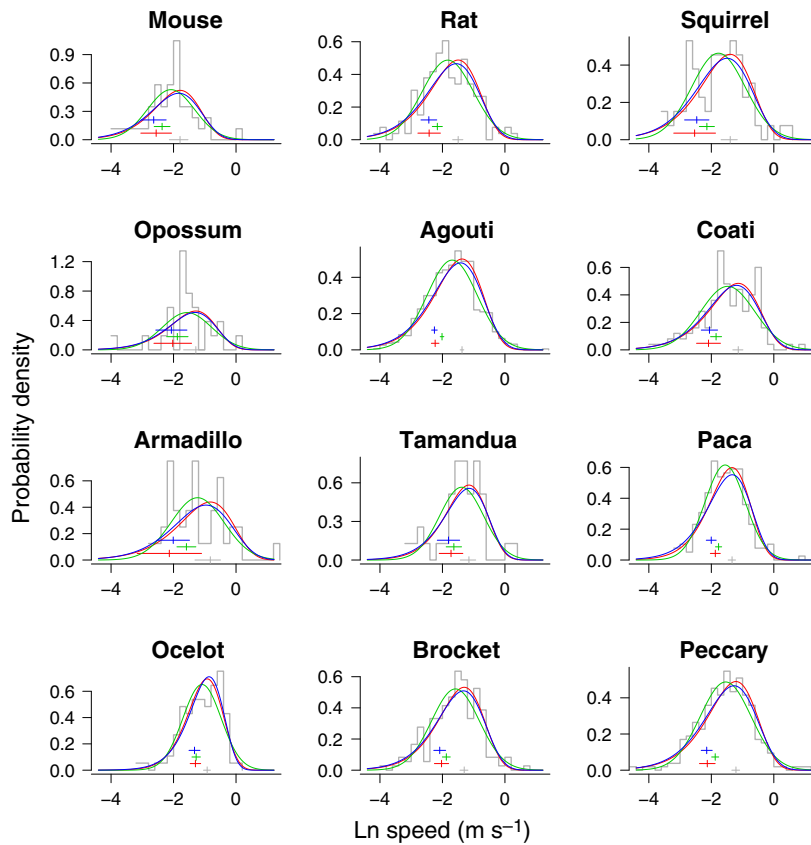 Mouse Rat Squirrel
0.9
0.6
0.3
0.0
−4 −2 0
0.6
0.4
0.2
0.0
−4 −2 0
0.4
0.2
0.0
−4 −2 0
Opossum Agouti Coati
1.2
0.8
0.4
0.0
−4 −2 0
0.4
0.2
0.0
−4 −2 0
0.6
0.4
0.2
0.0
−4 −2 0
Armadillo Tamandua Paca
0.6
0.4
0.2
0.0
−4 −2 0
0.6
0.3
0.0
−4 −2 0
0.6
0.4
0.2
0.0
−4 −2 0
Ocelot Brocket Peccary
0.6
0.4
0.2
0.0
−4 −2 0
0.6
0.4
0.2
0.0
−4 −2 0
0.4
0.2
0.0
−4 −2 0
Probability density
Ln speed (m s⁻¹)